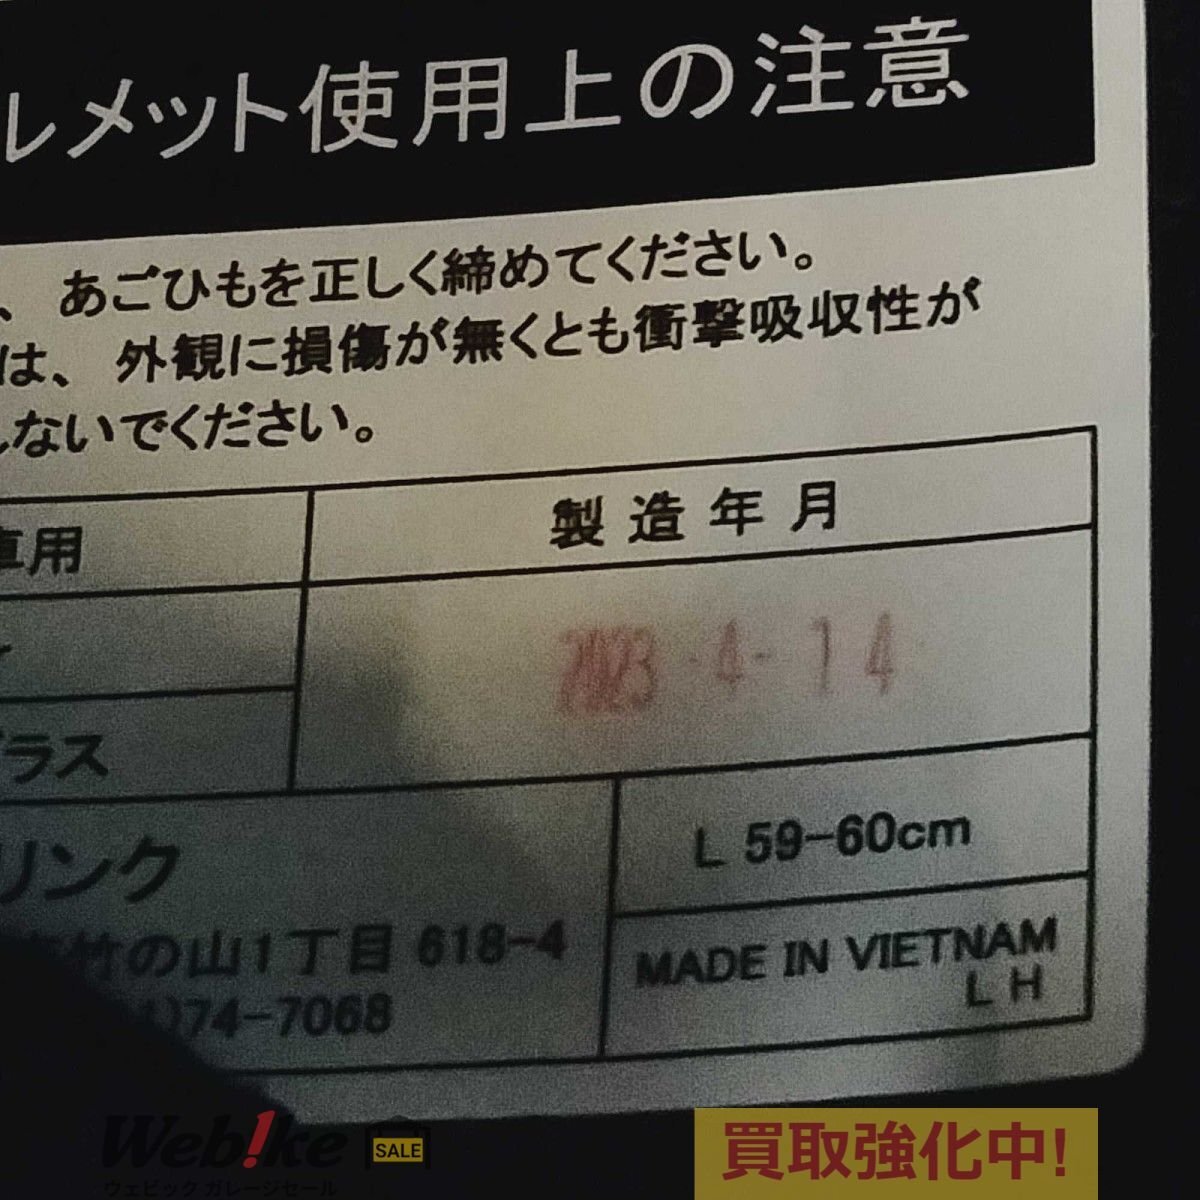 ルメット使用上の注意
、あごひもを正しく締めてください。
は、外観に損傷が無くとも衝撃吸収性が
しないでください。
車用
製造年月
2023 -4- 14
ラス
リンク
L 59-60cm
竹の山1丁目 618-4
)74-7068
MADE IN VIETNAM
L H
Web!ke
SALE
ウェビック ガレージセール
買取強化中!